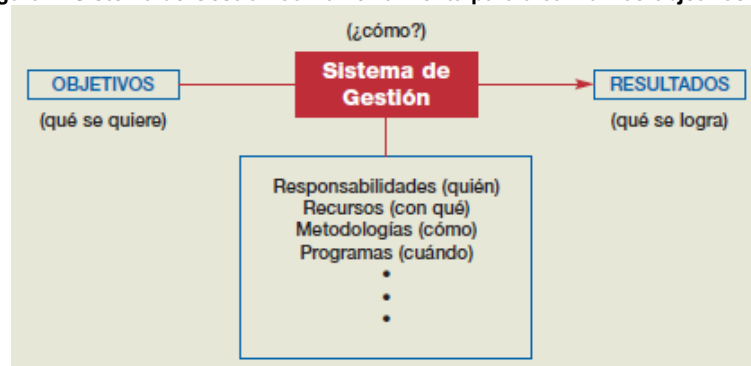 (¿cómo?)
OBJETIVOS
Sistema de
Gestión
RESULTADOS
(qué se quiere)
(qué se logra)
Responsabilidades (quién)
Recursos (con qué)
Metodologías (cómo)
Programas (cuándo)
•
•
•